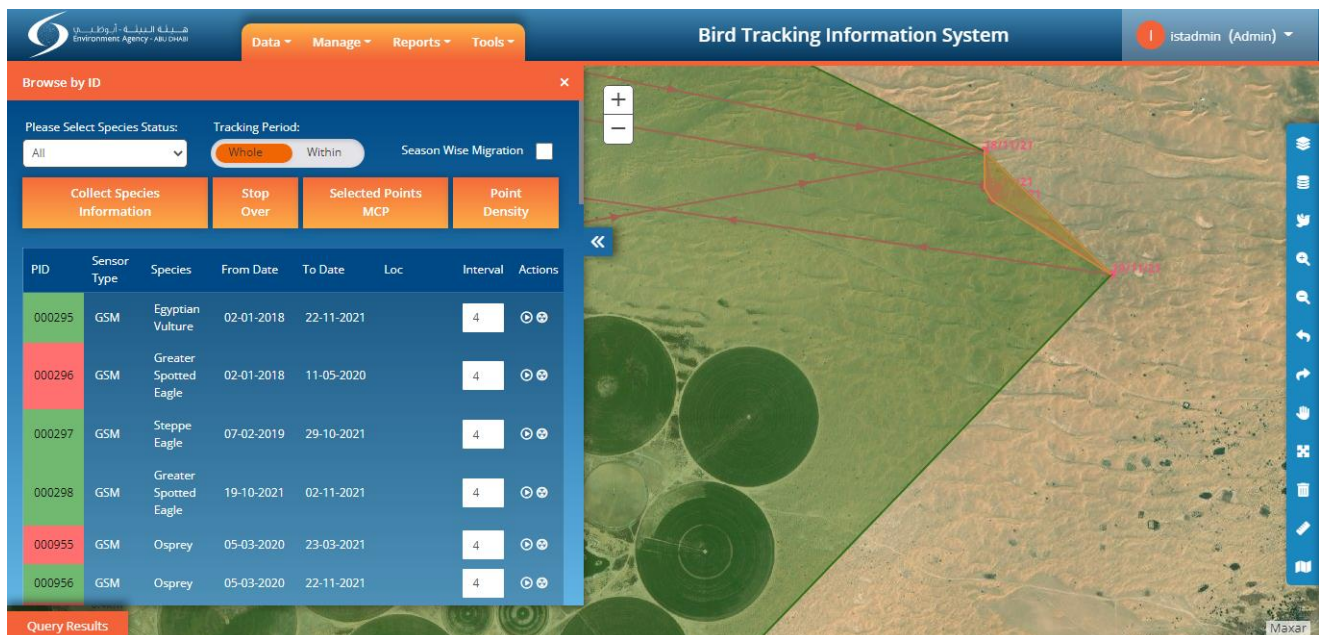 هـيـئة البيئة - أبـوظـبـي
Environment Agency - ABU DHABI
Data
Manage
Reports
Tools
Bird Tracking Information System
I
istadmin (Admin)
Browse by ID
×
Please Select Species Status:
Tracking Period:
All
Whole
Within
Season Wise Migration
Collect Species
Information
Stop
Over
Selected Points
MCP
Point
Density
PID
Sensor
Type
Species
From Date
To Date
Loc
Interval
Actions
000295 GSM Egyptian
Vulture 02-01-2018 22-11-2021 4
000296 GSM Greater
Spotted
Eagle 02-01-2018 11-05-2020 4
000297 GSM Steppe
Eagle 07-02-2019 29-10-2021 4
000298 GSM Greater
Spotted
Eagle 19-10-2021 02-11-2021 4
000955 GSM Osprey 05-03-2020 23-03-2021 4
000956 GSM Osprey 05-03-2020 22-11-2021 4
Query Results
+
−
Maxar